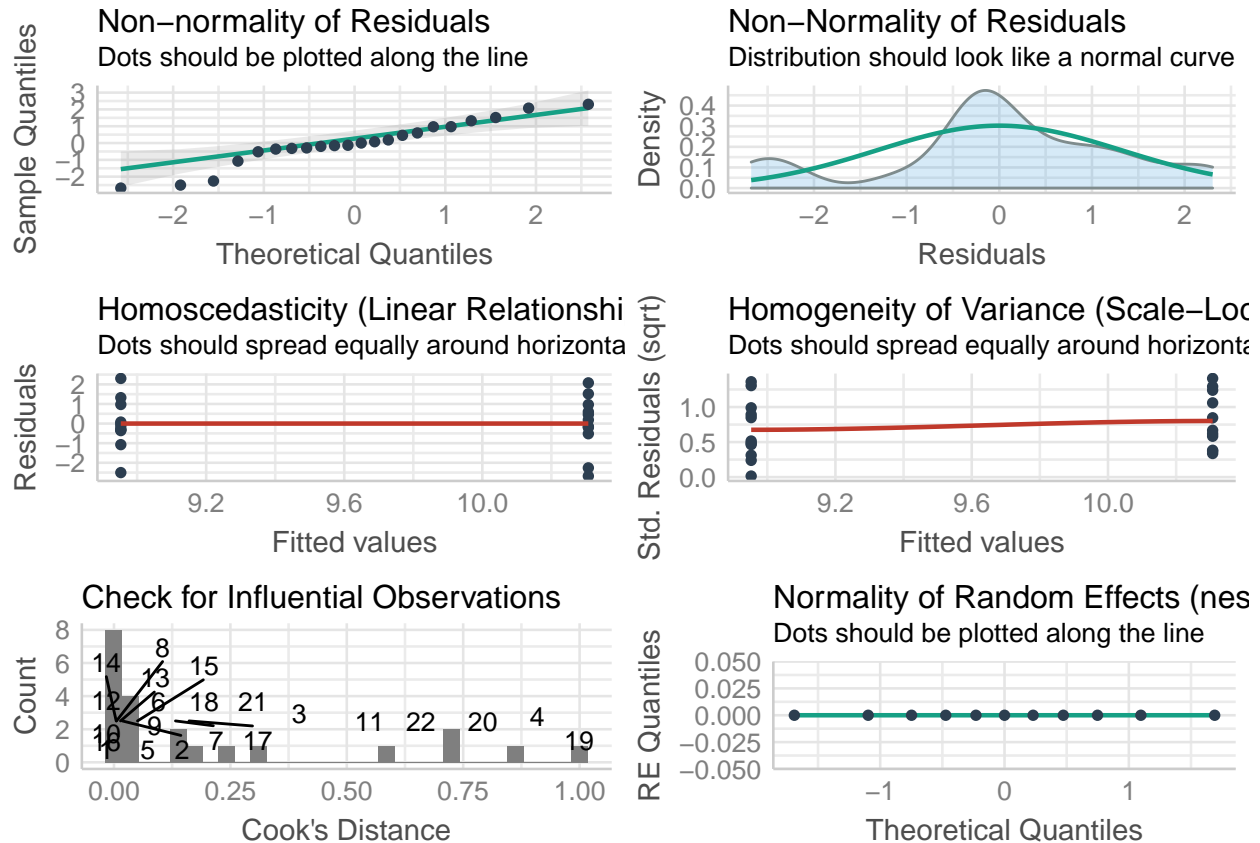 Non−normality of Residuals
Dots should be plotted along the line
Sample Quantiles
3
2
1
0
−1
−2
−2 −1 0 1 2
Theoretical Quantiles
Non−Normality of Residuals
Distribution should look like a normal curve
Density
0.4
0.3
0.2
0.1
0.0
−2 −1 0 1 2
Residuals
Homoscedasticity (Linear Relationshi
Dots should spread equally around horizonta
Residuals
2
1
0
−1
−2
9.2 9.6 10.0
Fitted values
Homogeneity of Variance (Scale−Loc
Dots should spread equally around horizonta
Std. Residuals (sqrt)
1.0
0.5
0.0
9.2 9.6 10.0
Fitted values
Check for Influential Observations
Count
8
6
4
2
0
14 8 15
13
12 6 18 21 3
10 9 11 22 20 4
5 2 7 17 19
0.00 0.25 0.50 0.75 1.00
Cook's Distance
Normality of Random Effects (nes
Dots should be plotted along the line
RE Quantiles
0.050
0.025
0.000
−0.025
−0.050
−1 0 1
Theoretical Quantiles